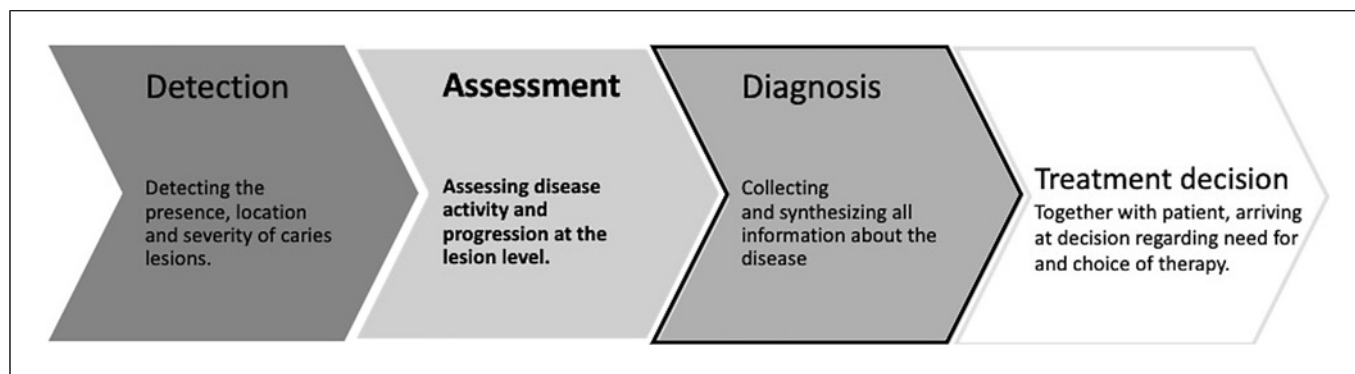 Detection
Detecting the
presence, location
and severity of caries
lesions.
Assessment
Assessing disease
activity and
progression at the
lesion level.
Diagnosis
Collecting
and synthesizing all
information about the
disease
Treatment decision
Together with patient, arriving
at decision regarding need for
and choice of therapy.